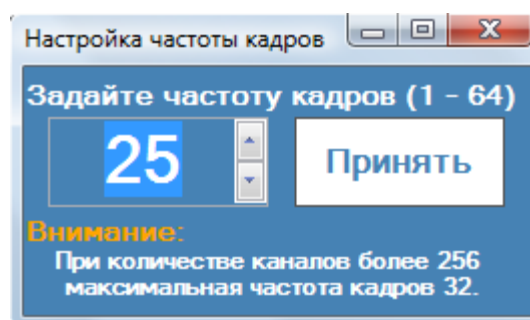 Настройка частоты кадров
Задайте частоту кадров (1 - 64)
25
Принять
Внимание:
При количестве каналов более 256
максимальная частота кадров 32.